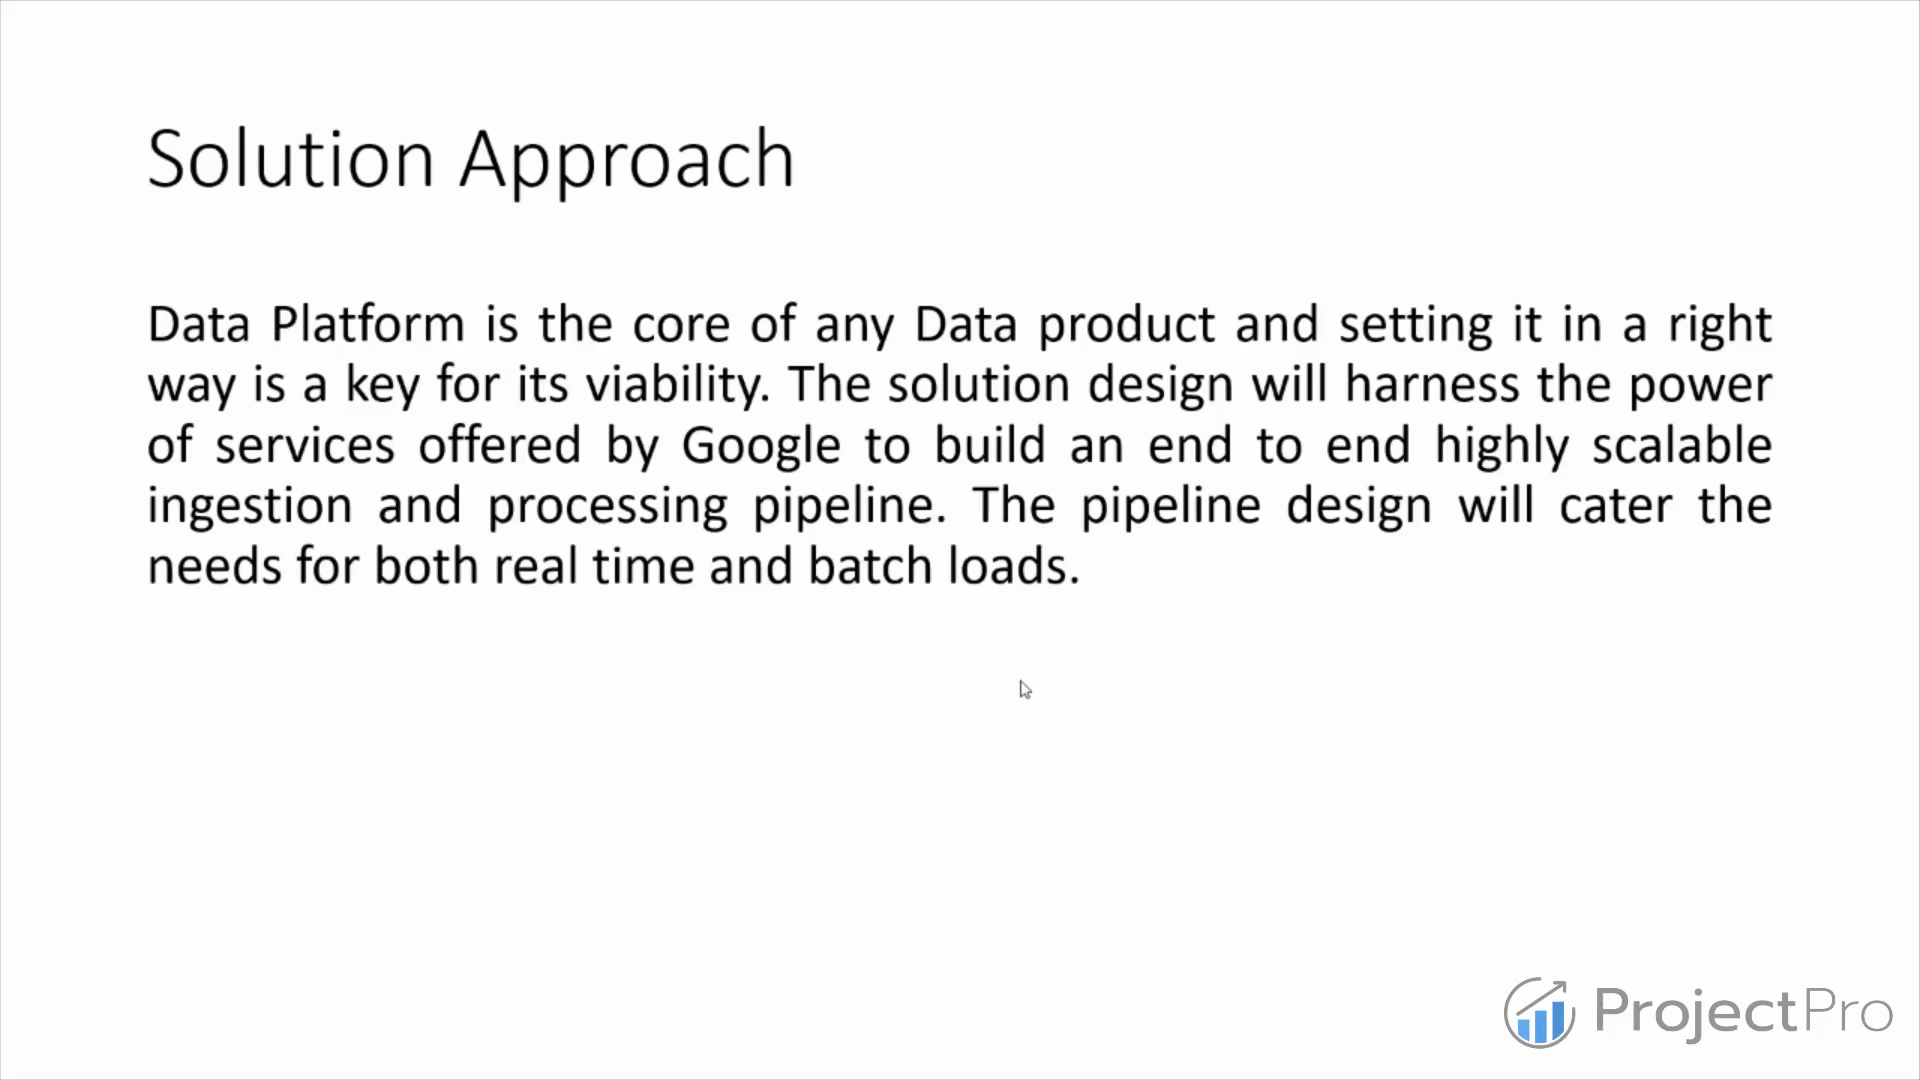 Solution Approach
Data Platform is the core of any Data product and setting it in a right
way is a key for its viability. The solution design will harness the power
of services offered by Google to build an end to end highly scalable
ingestion and processing pipeline. The pipeline design will cater the
needs for both real time and batch loads.
ProjectPro